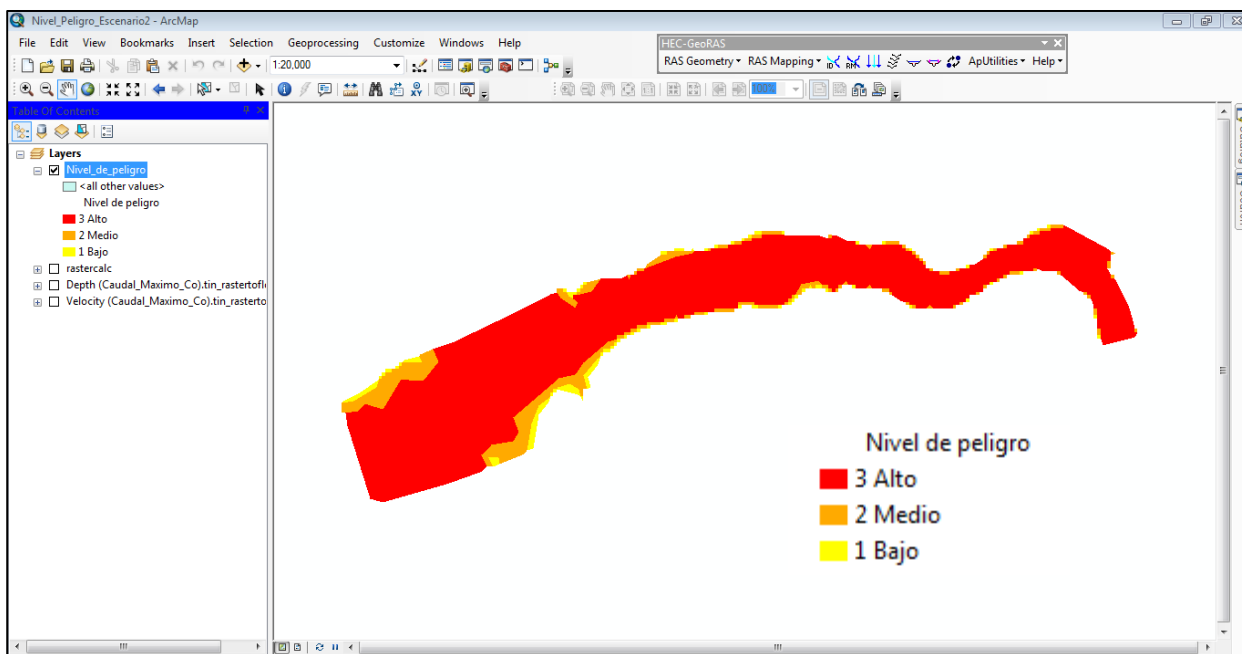 Nivel_Peligro_Escenario2 - ArcMap
File Edit View Bookmarks Insert Selection Geoprocessing Customize Windows Help
HEC-GeoRAS
1:20,000
RAS Geometry RAS Mapping ApUtilities Help
100%
Table Of Contents
Layers
Nivel_de_peligro
<all other values>
Nivel de peligro
3 Alto
2 Medio
1 Bajo
rastercalc
Depth (Caudal_Maximo_Co).tin_rastertofl
Velocity (Caudal_Maximo_Co).tin_rasterto
Nivel de peligro
3 Alto
2 Medio
1 Bajo